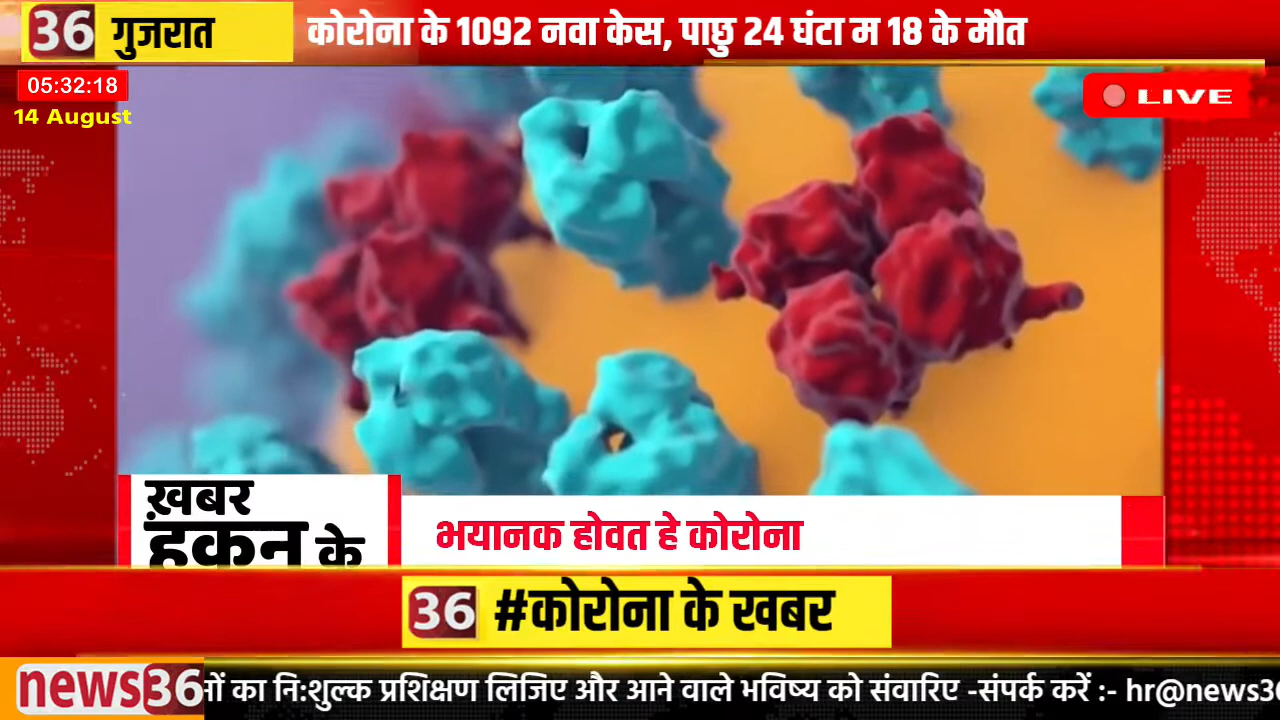 36 गुजरात
कोरोना के 1092 नवा केस, पाछु 24 घंटा म 18 के मौत
05:32:18
14 August
LIVE
ख़बर
हकन के
भयानक होवत हे कोरोना
36 #कोरोना के खबर
news36
का नि:शुल्क प्रशिक्षण लिजिए और आने वाले भविष्य को संवारिए -संपर्क करें :- hr@news36